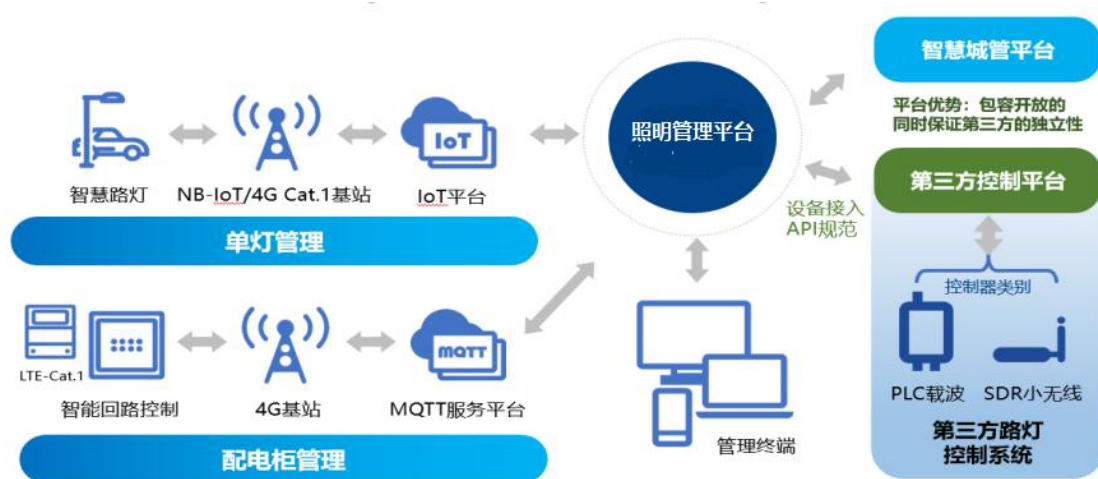 智慧城管平台
平台优势：包容开放的
同时保证第三方的独立性
照明管理平台
IoT
智慧路灯
NB-IoT/4G Cat.1基站
IoT平台
第三方控制平台
设备接入
API规范
单灯管理
控制器类别
MQTT
LTE-Cat.1
智能回路控制
4G基站
MQTT服务平台
PLC载波
SDR小无线
管理终端
第三方路灯
控制系统
配电柜管理